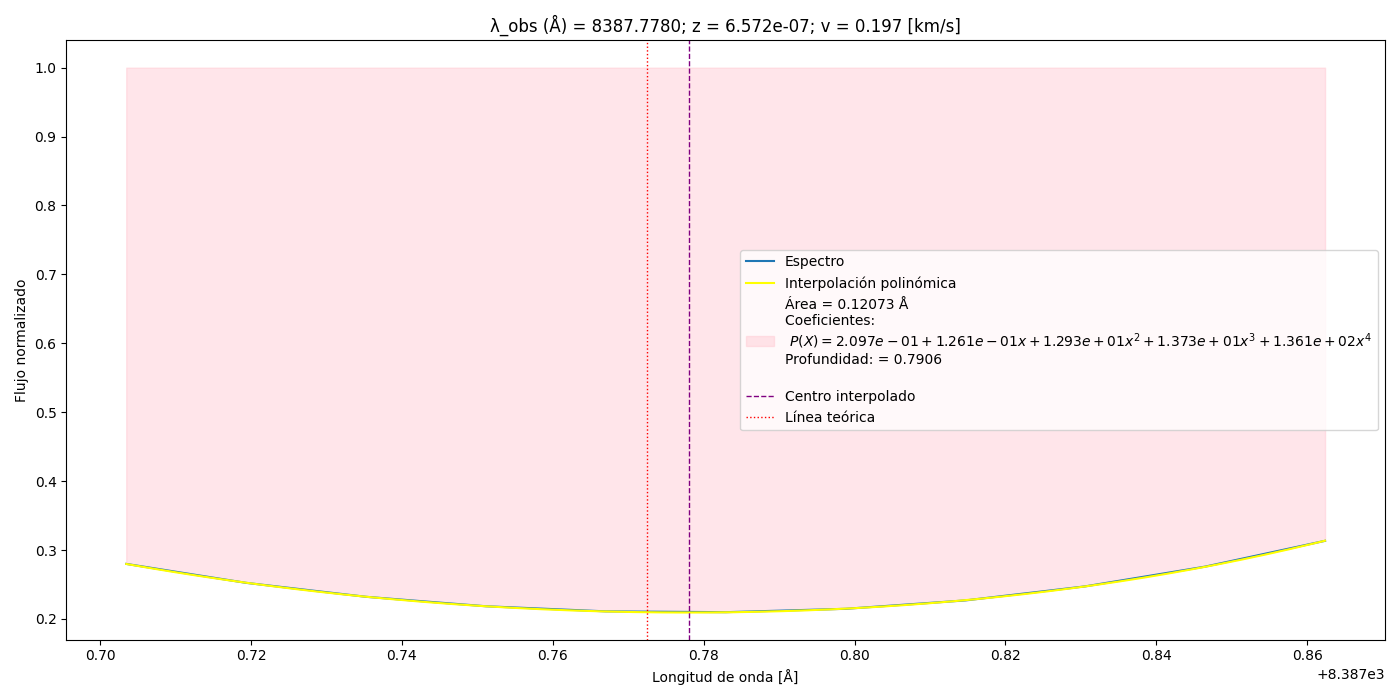 λ_obs (Å) = 8387.7780; z = 6.572e-07; v = 0.197 [km/s]
Flujo normalizado
1.0
0.9
0.8
0.7
0.6
0.5
0.4
0.3
0.2
Espectro
Interpolación polinómica
Área = 0.12073 Å
Coeficientes:
P(X) = 2.097e − 01 + 1.261e − 01x + 1.293e + 01x² + 1.373e + 01x³ + 1.361e + 02x⁴
Profundidad: = 0.7906
Centro interpolado
Línea teórica
0.70 0.72 0.74 0.76 0.78 0.80 0.82 0.84 0.86
+8.387e3
Longitud de onda [Å]